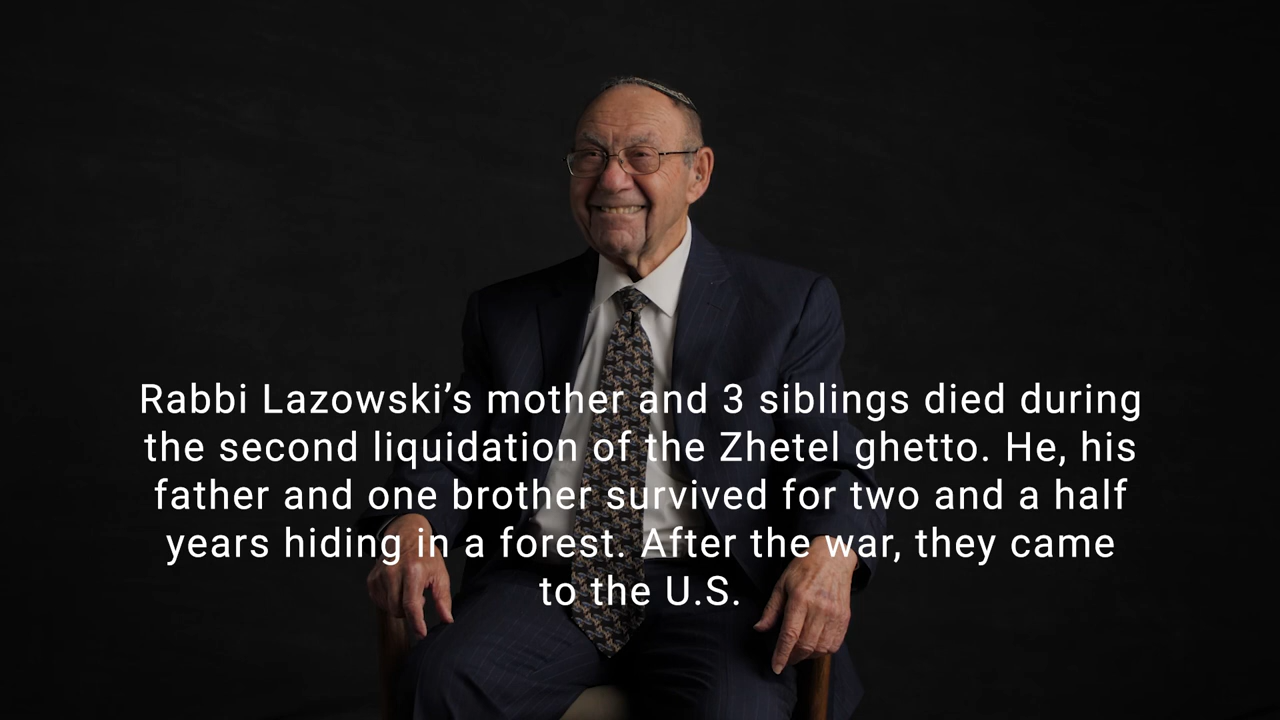 Rabbi Lazowski’s mother and 3 siblings died during
the second liquidation of the Zhetel ghetto. He, his
father and one brother survived for two and a half
years hiding in a forest. After the war, they came
to the U.S.